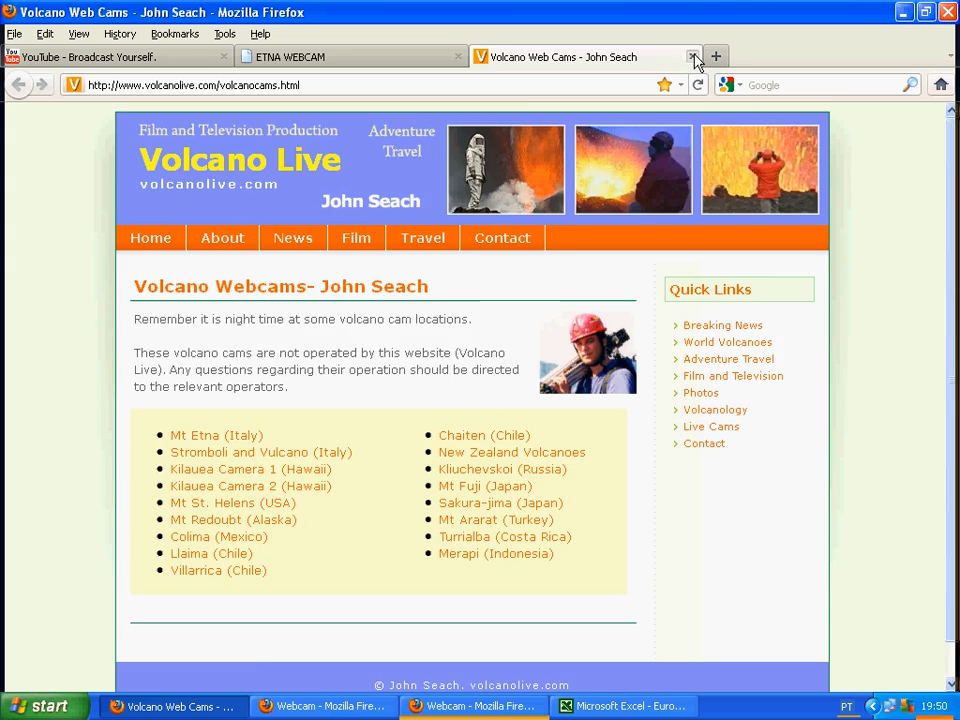 Volcano Web Cams - John Seach - Mozilla Firefox
File Edit View History Bookmarks Tools Help
You Tube YouTube - Broadcast Yourself. ETNA WEBCAM Volcano Web Cams - John Seach
http://www.volcanolive.com/volcanocams.html Google
Film and Television Production
Adventure Travel
Volcano Live
volcanolive.com
John Seach
Home About News Film Travel Contact
Volcano Webcams- John Seach
Remember it is night time at some volcano cam locations.
These volcano cams are not operated by this website (Volcano
Live). Any questions regarding their operation should be directed
to the relevant operators.
Mt Etna (Italy)
Stromboli and Vulcano (Italy)
Kilauea Camera 1 (Hawaii)
Kilauea Camera 2 (Hawaii)
Mt St. Helens (USA)
Mt Redoubt (Alaska)
Colima (Mexico)
Llaima (Chile)
Villarrica (Chile)
Chaiten (Chile)
New Zealand Volcanoes
Kliuchevskoi (Russia)
Mt Fuji (Japan)
Sakura-jima (Japan)
Mt Ararat (Turkey)
Turrialba (Costa Rica)
Merapi (Indonesia)
Quick Links
Breaking News
World Volcanoes
Adventure Travel
Film and Television
Photos
Volcanology
Live Cams
Contact
© John Seach. volcanolive.com
start Volcano Web Cams - ... Webcam - Mozilla Fire... Webcam - Mozilla Fire... Microsoft Excel - Euro... PT 19:50